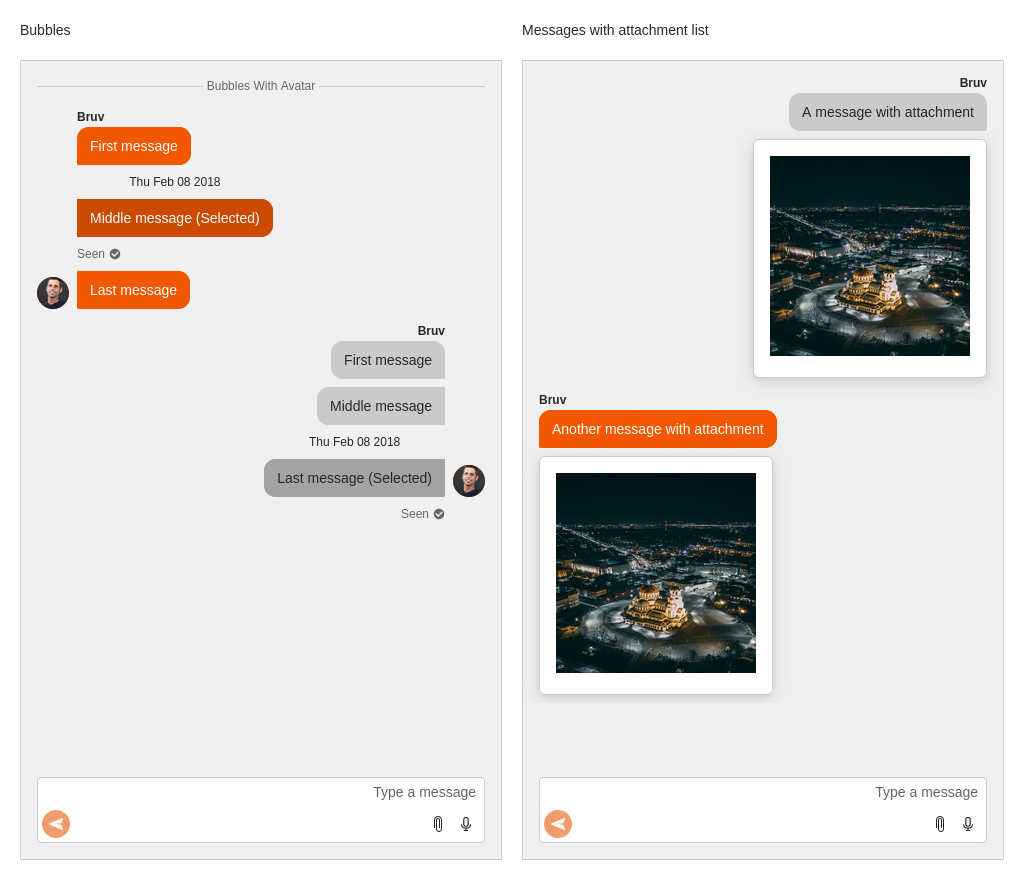 Bubbles
Bubbles With Avatar
Bruv
First message
Thu Feb 08 2018
Middle message (Selected)
Seen
Last message
Bruv
First message
Middle message
Thu Feb 08 2018
Last message (Selected)
Seen
Type a message
Messages with attachment list
Bruv
A message with attachment
Bruv
Another message with attachment
Type a message